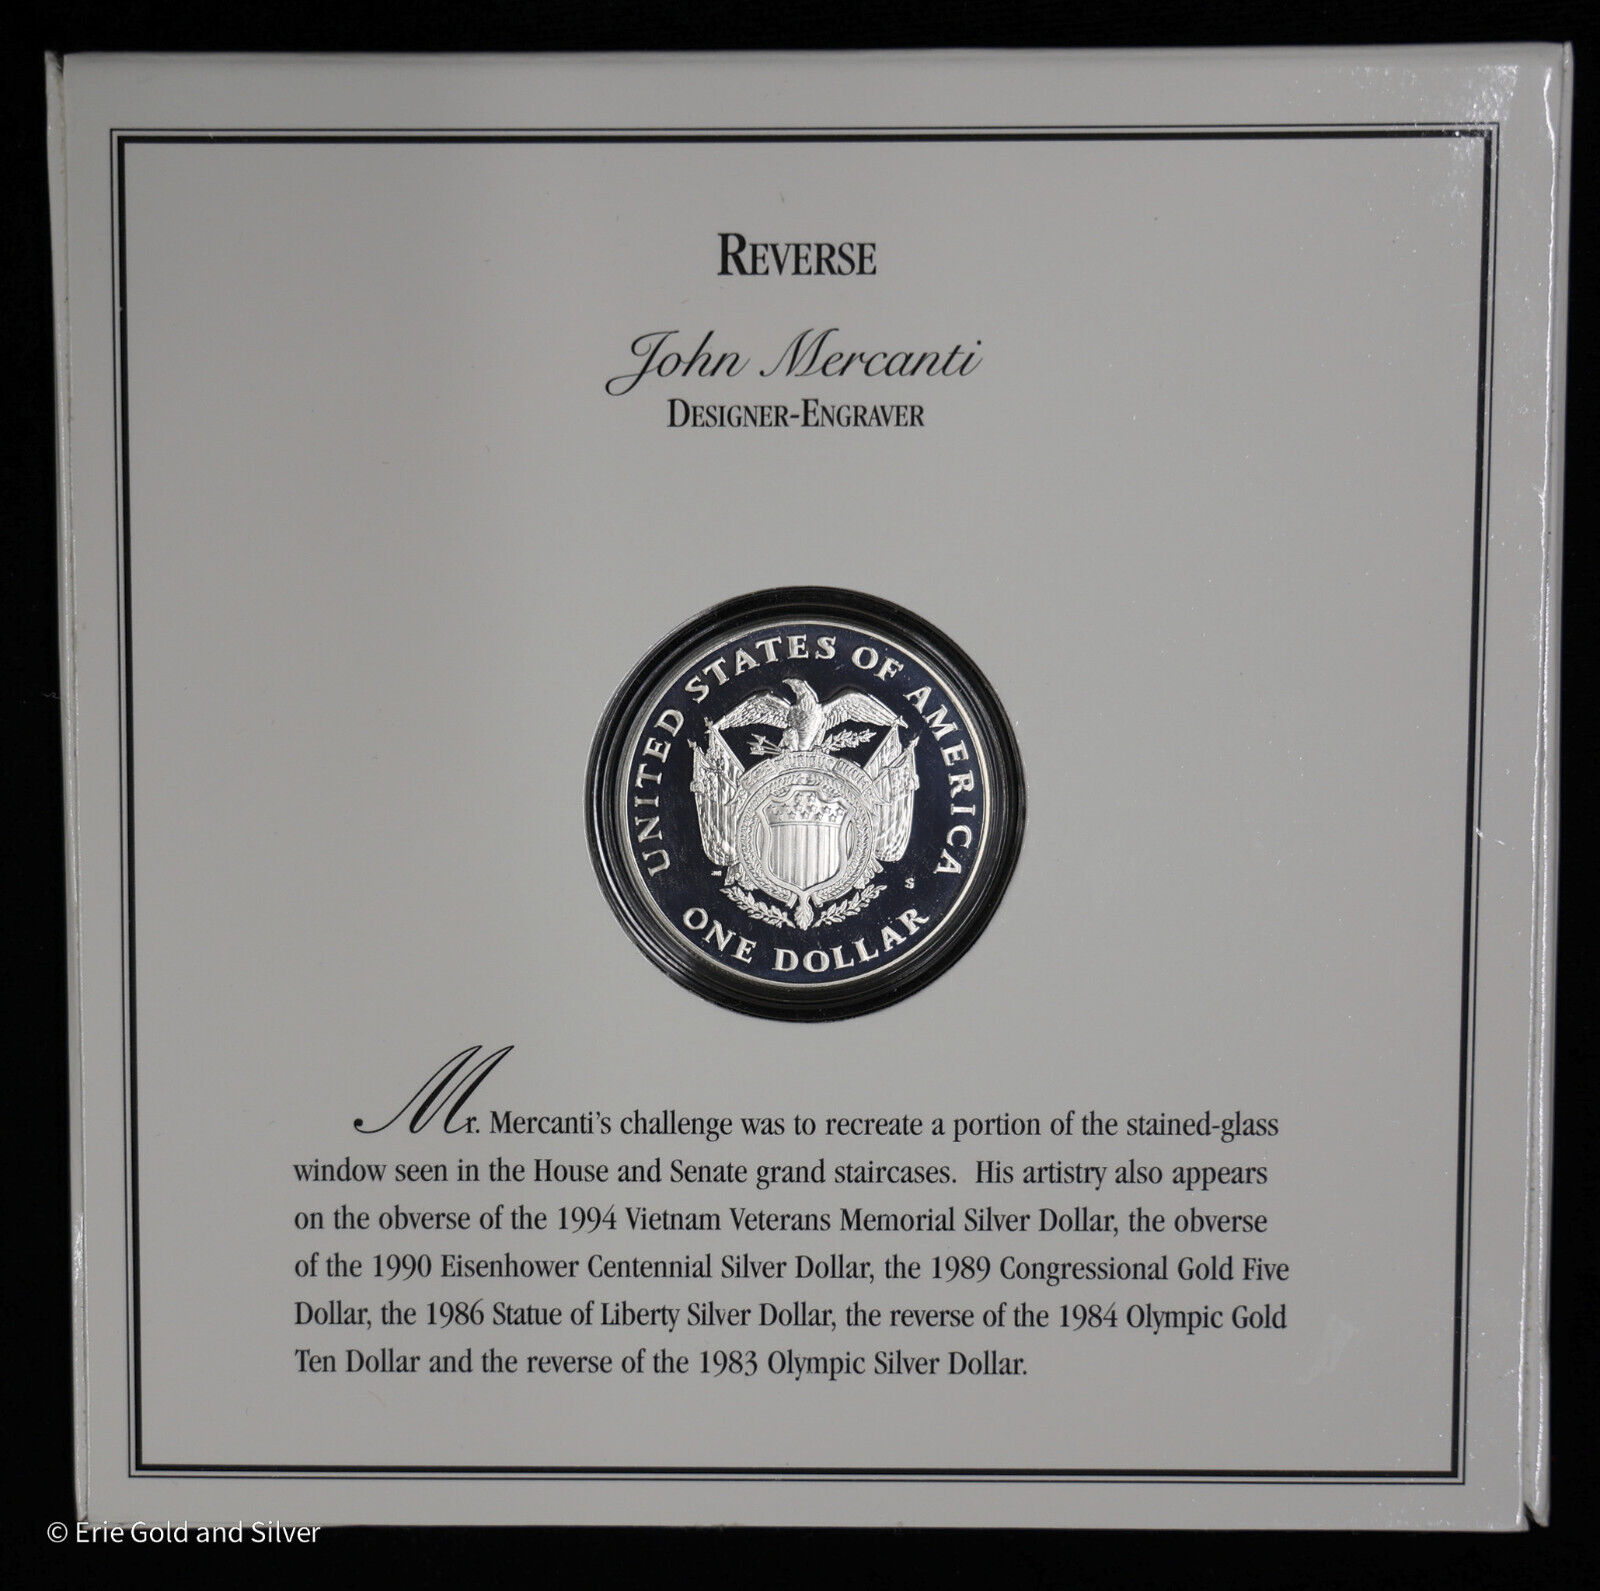 REVERSE
John Mercanti
DESIGNER-ENGRAVER
UNITED STATES OF AMERICA
S
ONE DOLLAR
Mr. Mercanti's challenge was to recreate a portion of the stained-glass
window seen in the House and Senate grand staircases. His artistry also appears
on the obverse of the 1994 Vietnam Veterans Memorial Silver Dollar, the obverse
of the 1990 Eisenhower Centennial Silver Dollar, the 1989 Congressional Gold Five
Dollar, the 1986 Statue of Liberty Silver Dollar, the reverse of the 1984 Olympic Gold
Ten Dollar and the reverse of the 1983 Olympic Silver Dollar.
© Erie Gold and Silver